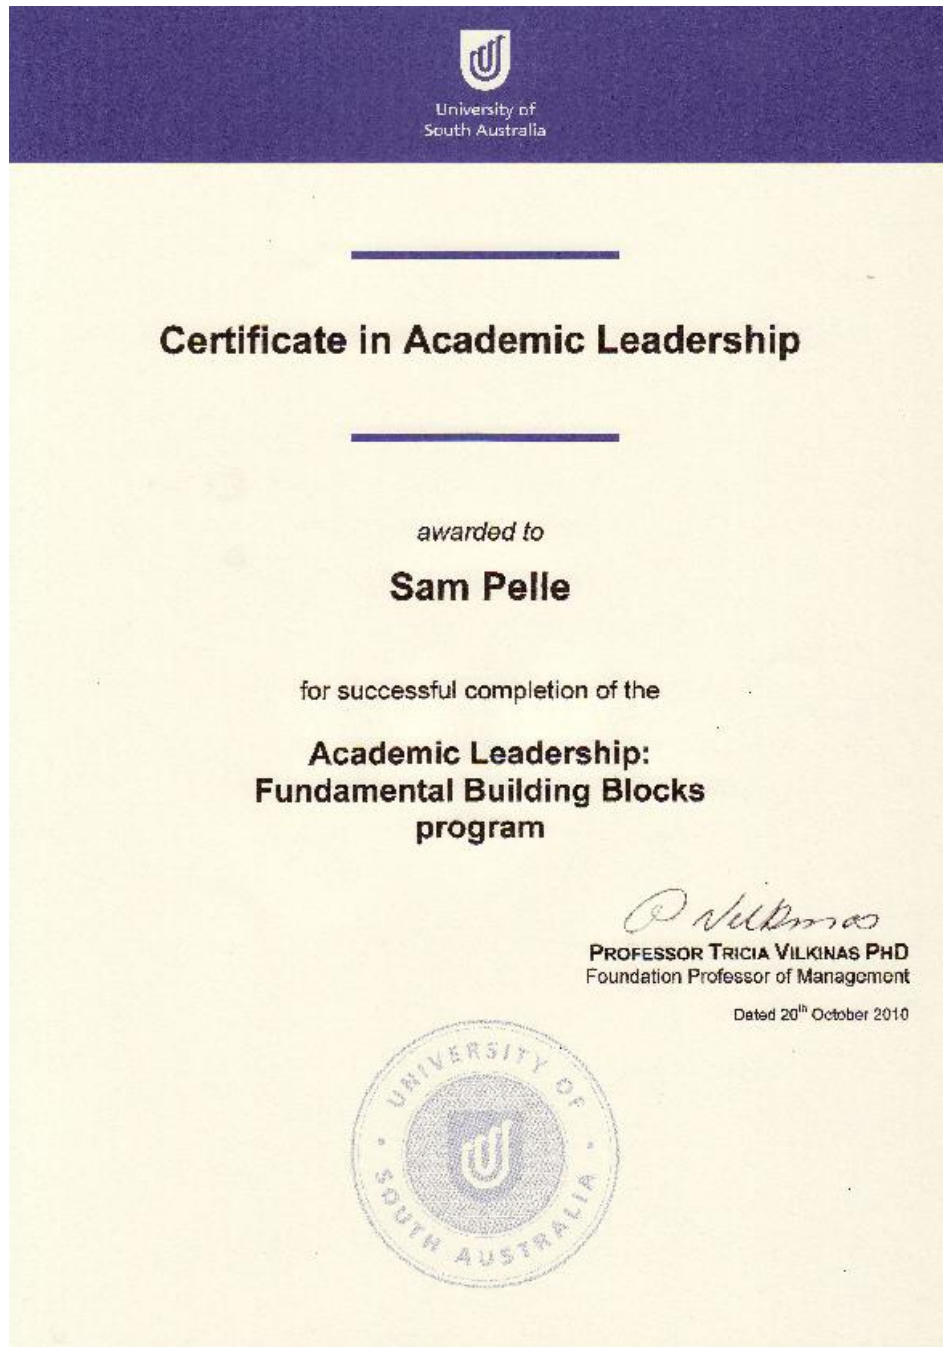 University of
South Australia
Certificate in Academic Leadership
awarded to
Sam Pelle
for successful completion of the
Academic Leadership:
Fundamental Building Blocks
program
P Vilkinas
PROFESSOR TRICIA VILKINAS PHD
Foundation Professor of Management
Dated 20th October 2010
UNIVERSITY OF
SOUTH AUSTRALIA